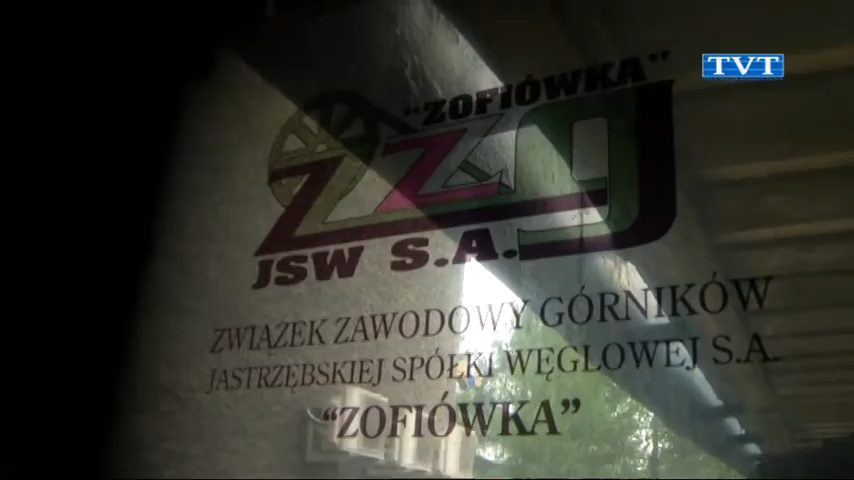 TVT
"ZOFIÓWKA"
zzg
JSW S.A.
ZWIĄZEK ZAWODOWY GÓRNIKÓW
JASTRZĘBSKIEJ SPÓŁKI WĘGLOWEJ S.A.
"ZOFIÓWKA"